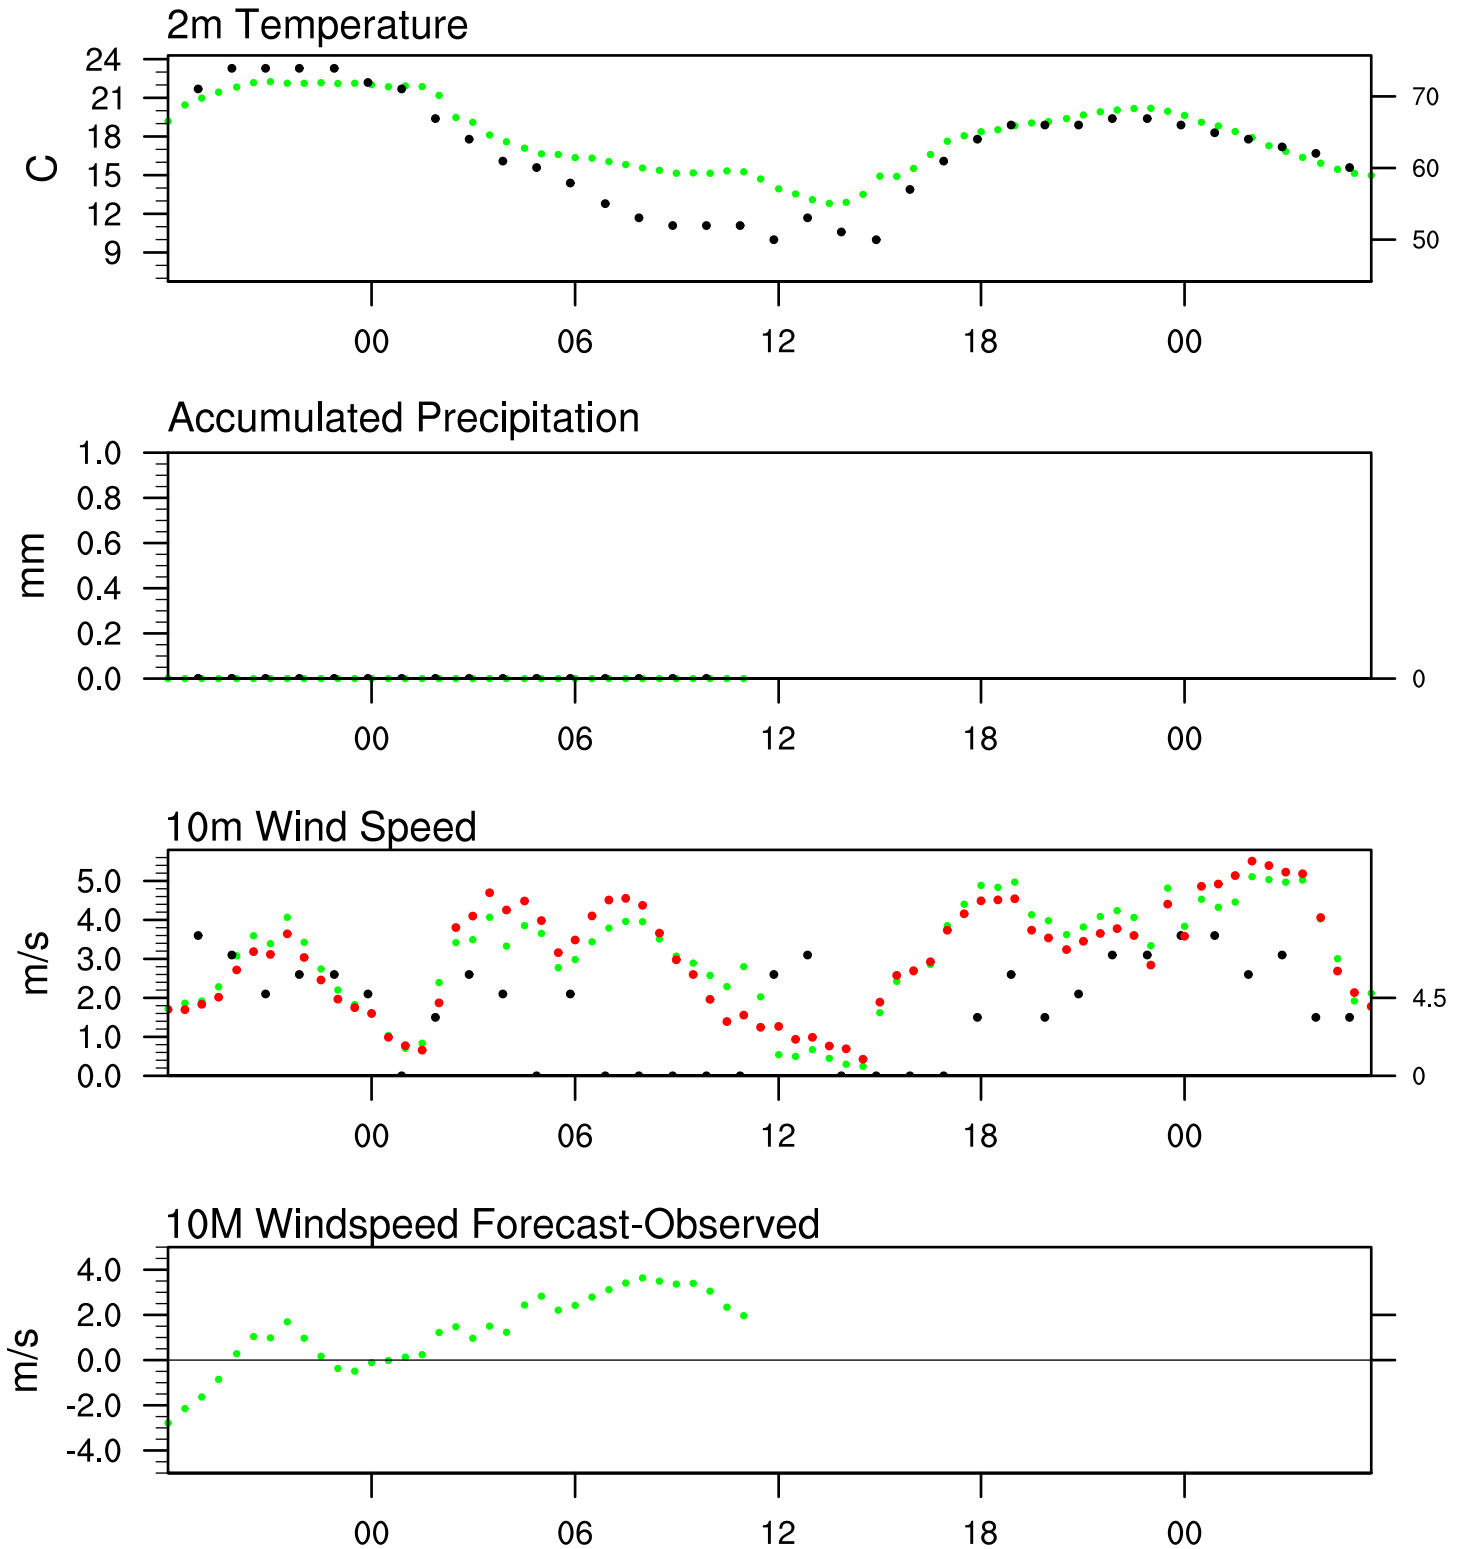 2m Temperature
24
21
18
15
12
9
C
70
60
50
00 06 12 18 00
Accumulated Precipitation
1.0
0.8
0.6
0.4
0.2
0.0
mm
0
00 06 12 18 00
10m Wind Speed
5.0
4.0
3.0
2.0
1.0
0.0
m/s
4.5
0
00 06 12 18 00
10M Windspeed Forecast-Observed
4.0
2.0
0.0
-2.0
-4.0
m/s
00 06 12 18 00